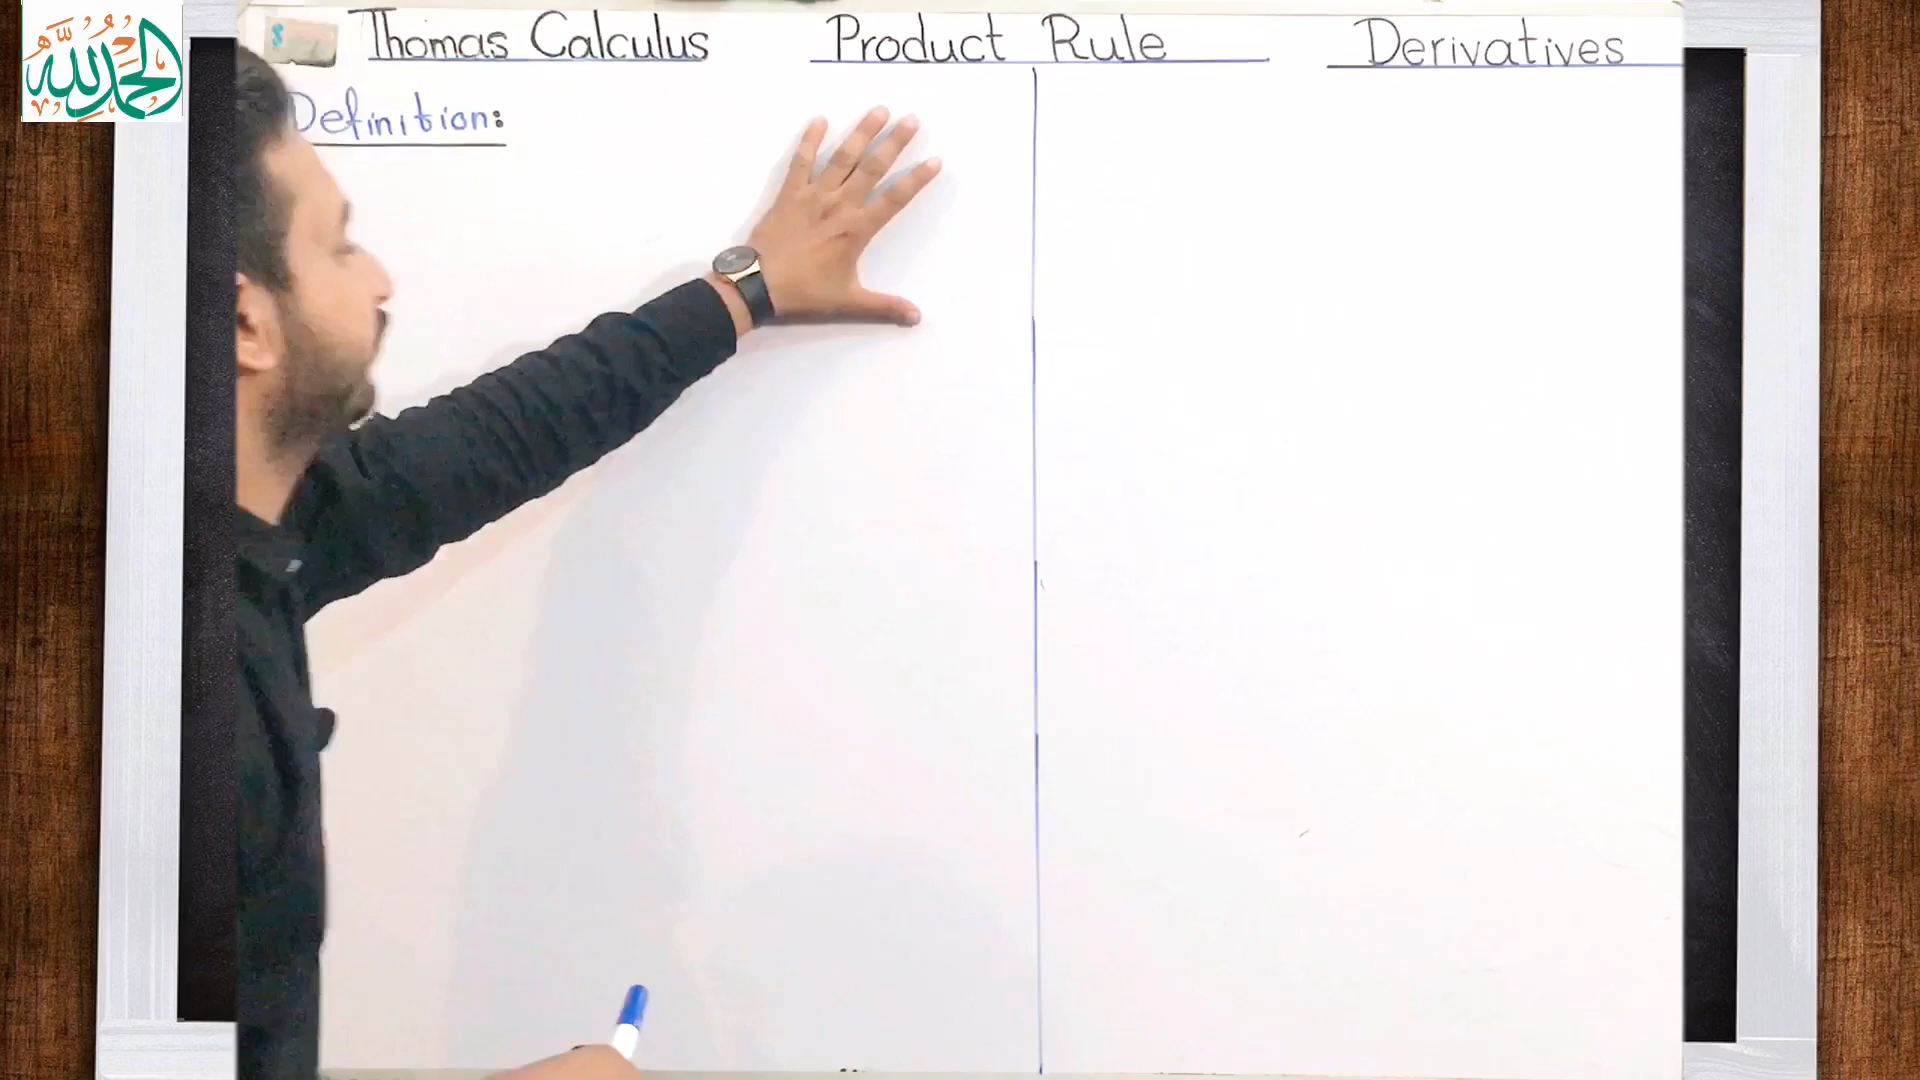 الحمد لله
Thomas Calculus Product Rule Derivatives
Definition: